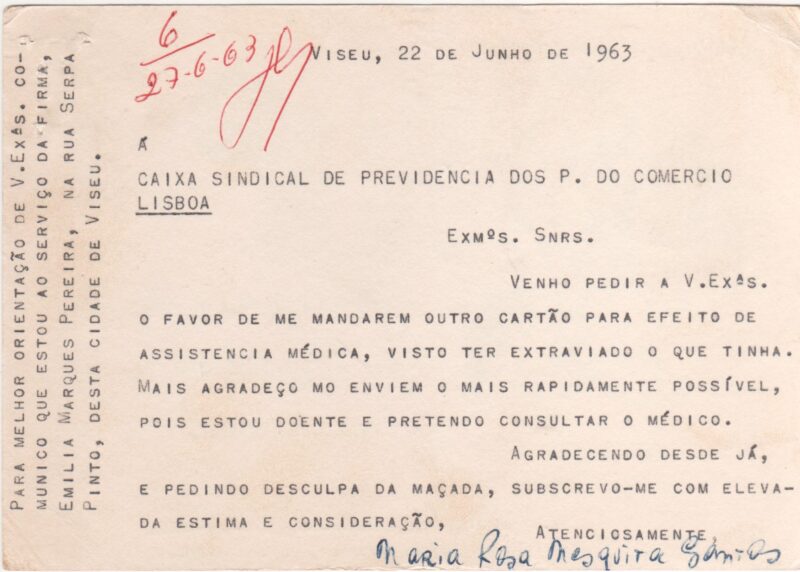 6
27-6-63
Viseu, 22 de Junho de 1963
À
CAIXA SINDICAL DE PREVIDENCIA DOS P. DO COMERCIO
LISBOA
Exmºs. Snrs.
Venho pedir a V.Exªs.
o favor de me mandarem outro cartão para efeito de
assistencia médica, visto ter extraviado o que tinha.
Mais agradeço mo enviem o mais rapidamente possível,
pois estou doente e pretendo consultar o médico.
Agradecendo desde já,
e pedindo desculpa da maçada, subscrevo-me com eleva-
da estima e consideração,
Atenciosamente,
Maria Rosa Mesquita Santos
Para melhor orientação de V.Exªs. co-
munico que estou ao serviço da firma,
Emilia Marques Pereira, na rua Serpa
Pinto, desta cidade de Viseu.